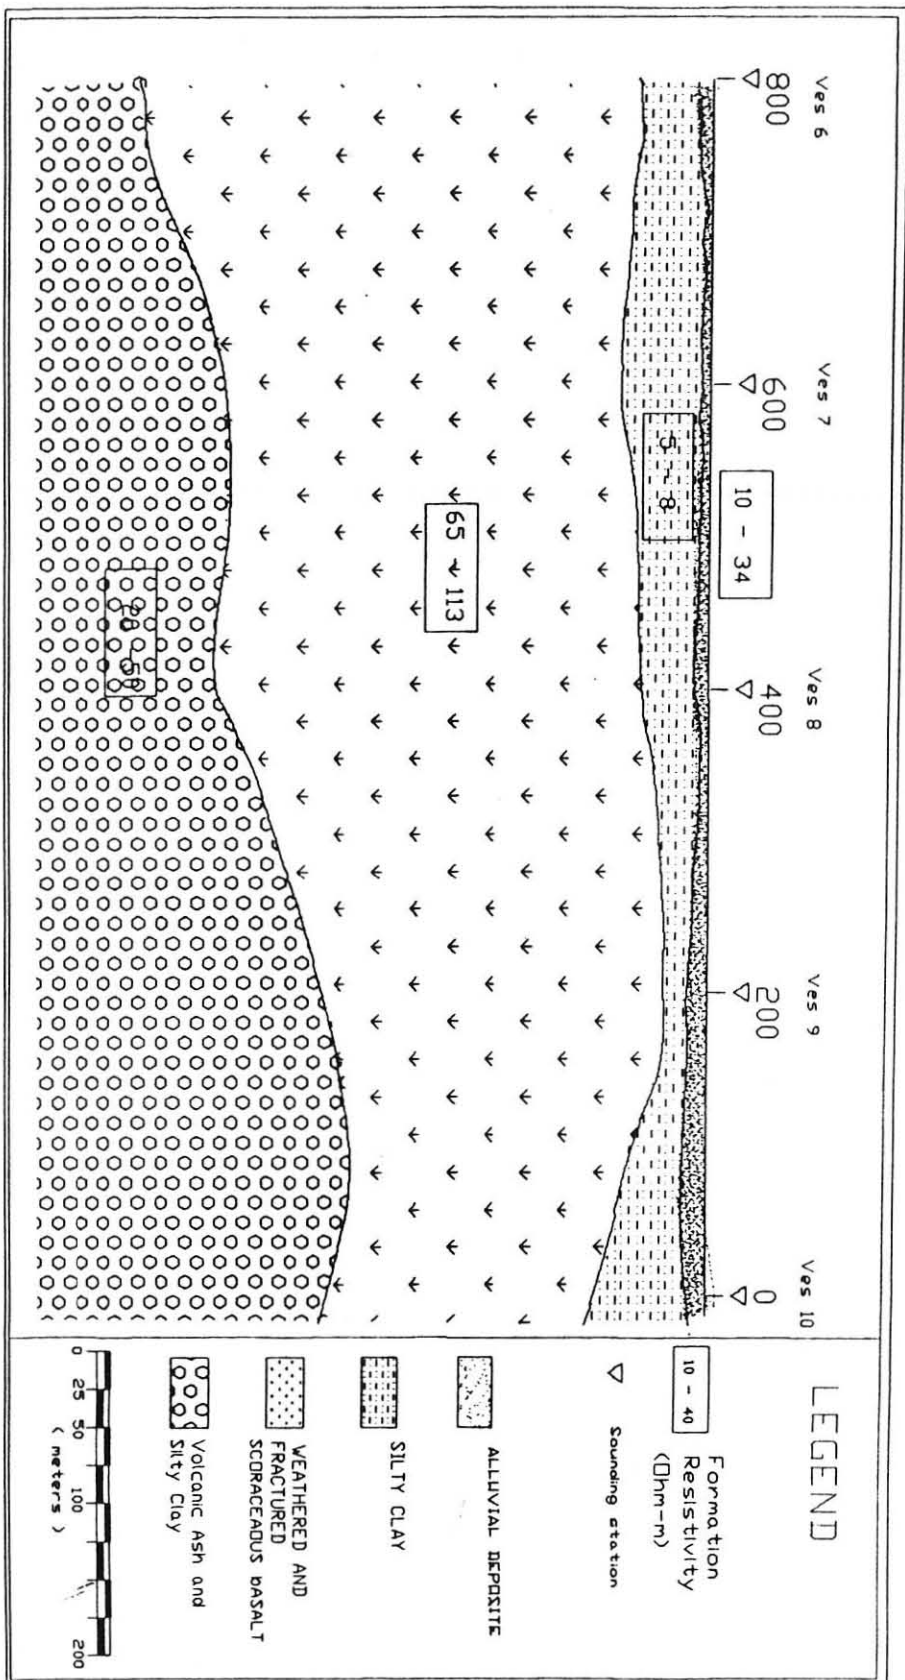 Ves 6
Ves 7
Ves 8
Ves 9
Ves 10
800
600
400
200
0
10 - 34
5 - 8
65 - 113
LEGEND
10 - 40
Formation
Resistivity
(Ohm-m)
Sounding station
ALLUVIAL DEPOSITE
SILTY CLAY
WEATHERED AND
FRACTURED
SCORACEAOUS BASALT
Volcanic Ash and
Silty Clay
0 25 50 100 200
( meters )